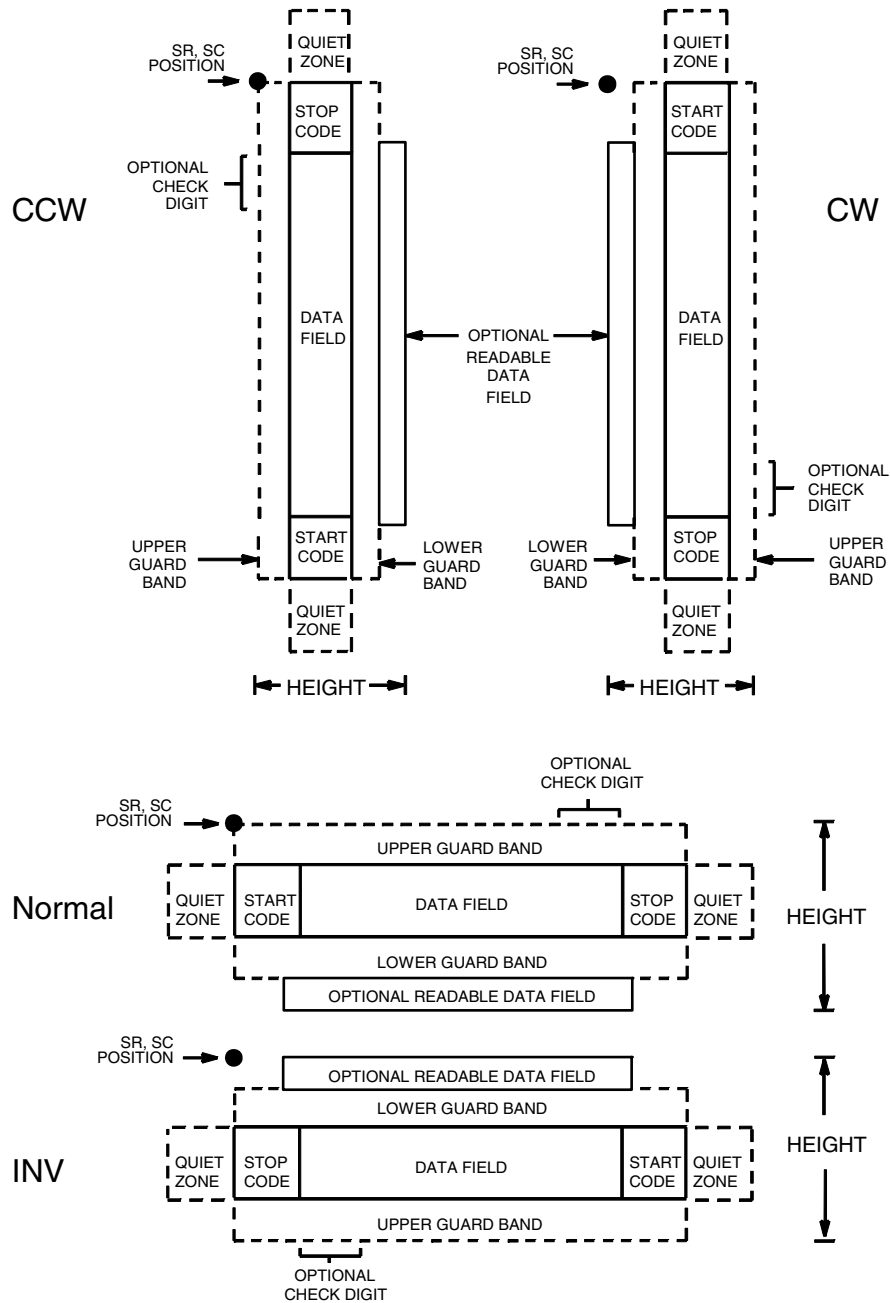 QUIET
ZONE
SR, SC
POSITION
STOP
CODE
OPTIONAL
CHECK
DIGIT
CCW
DATA
FIELD
START
CODE
UPPER
GUARD
BAND
LOWER
GUARD
BAND
QUIET
ZONE
HEIGHT
OPTIONAL
READABLE
DATA
FIELD
QUIET
ZONE
SR, SC
POSITION
START
CODE
CW
DATA
FIELD
OPTIONAL
CHECK
DIGIT
STOP
CODE
LOWER
GUARD
BAND
UPPER
GUARD
BAND
QUIET
ZONE
HEIGHT
OPTIONAL
CHECK DIGIT
SR, SC
POSITION
UPPER GUARD BAND
Normal
QUIET
ZONE
START
CODE
DATA FIELD
STOP
CODE
QUIET
ZONE
HEIGHT
LOWER GUARD BAND
OPTIONAL READABLE DATA FIELD
SR, SC
POSITION
OPTIONAL READABLE DATA FIELD
LOWER GUARD BAND
INV
QUIET
ZONE
STOP
CODE
DATA FIELD
START
CODE
QUIET
ZONE
HEIGHT
UPPER GUARD BAND
OPTIONAL
CHECK DIGIT